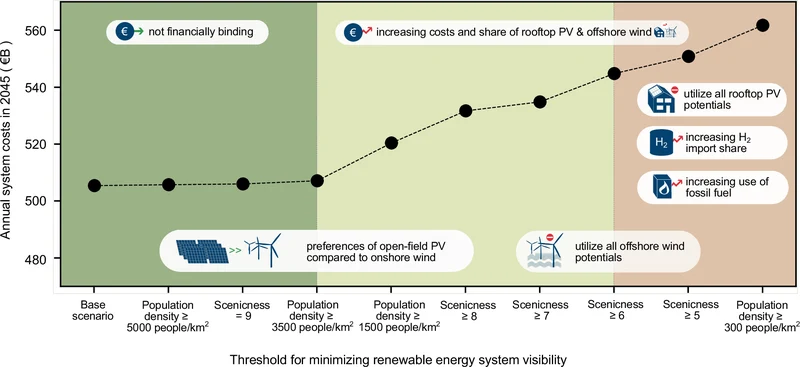 Annual system costs in 2045 ( €B)
560
540
520
500
480
€
not financially binding
€
increasing costs and share of rooftop PV & offshore wind
utilize all rooftop PV
potentials
H2
increasing H2
import share
increasing use of
fossil fuel
>>
preferences of open-field PV
compared to onshore wind
utilize all offshore wind
potentials
Base
scenario
Population
density ≥
5000 people/km²
Scenicness
= 9
Population
density ≥
3500 people/km²
Population
density ≥
1500 people/km²
Scenicness
≥ 8
Scenicness
≥ 7
Scenicness
≥ 6
Scenicness
≥ 5
Population
density ≥
300 people/km²
Threshold for minimizing renewable energy system visibility